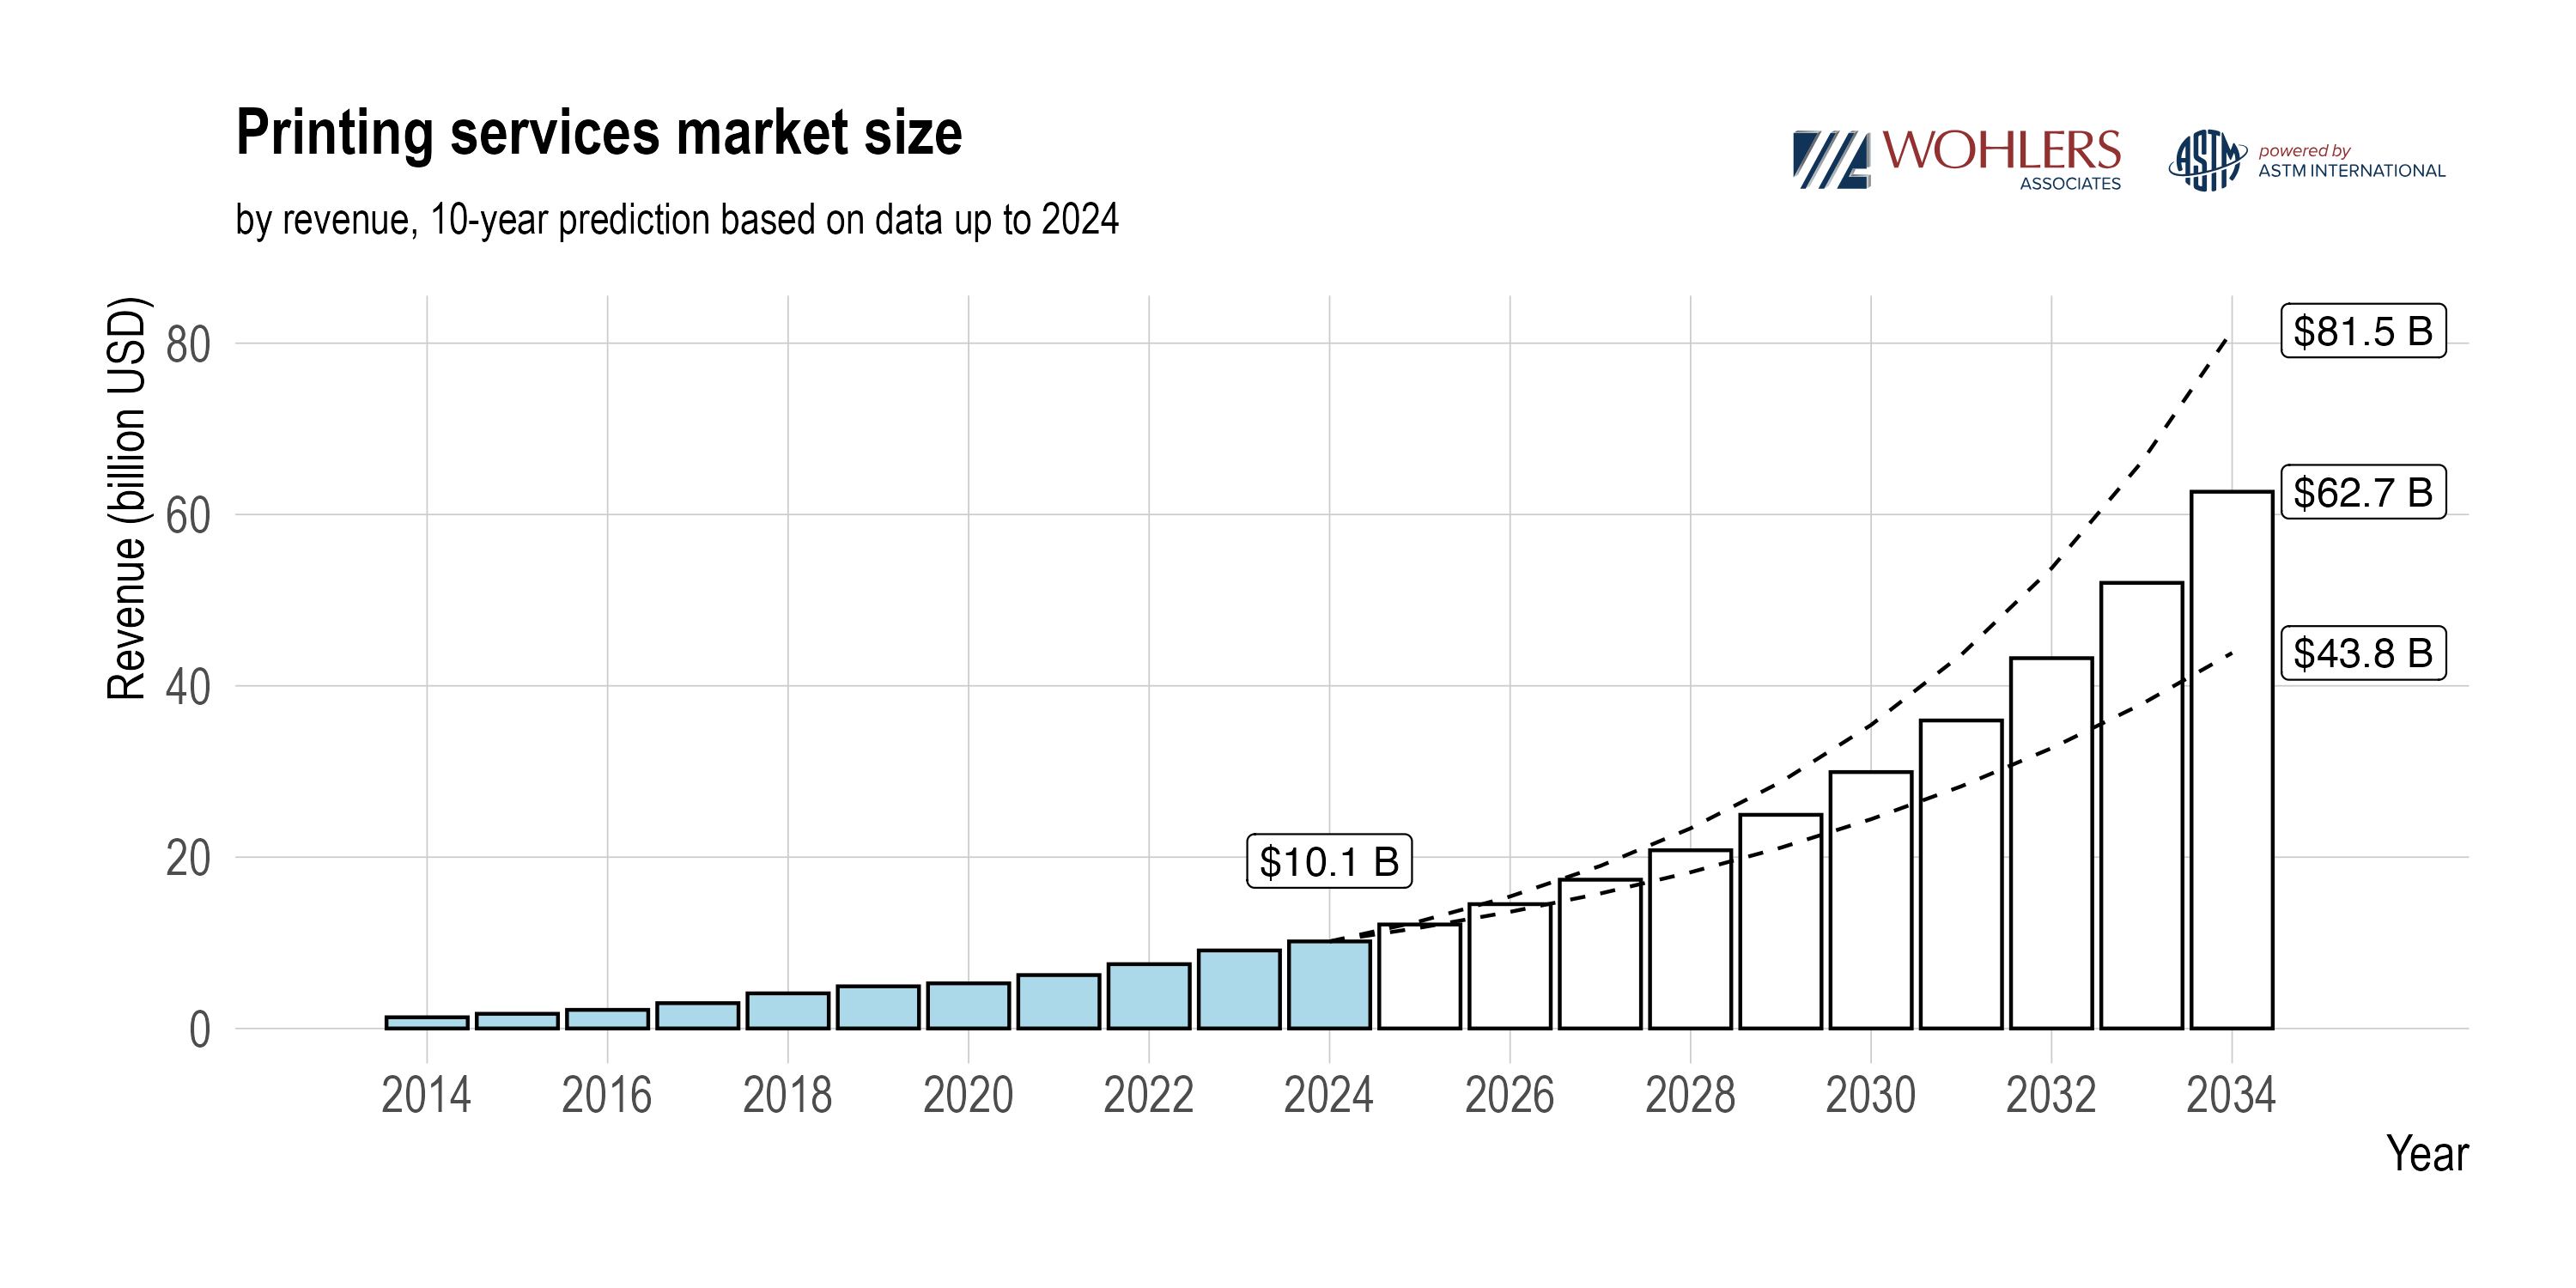 Printing services market size
by revenue, 10-year prediction based on data up to 2024
WOHLERS
ASSOCIATES
ASTM
powered by
ASTM INTERNATIONAL
Revenue (billion USD)
80
60
40
20
0
$81.5 B
$62.7 B
$43.8 B
$10.1 B
2014 2016 2018 2020 2022 2024 2026 2028 2030 2032 2034
Year